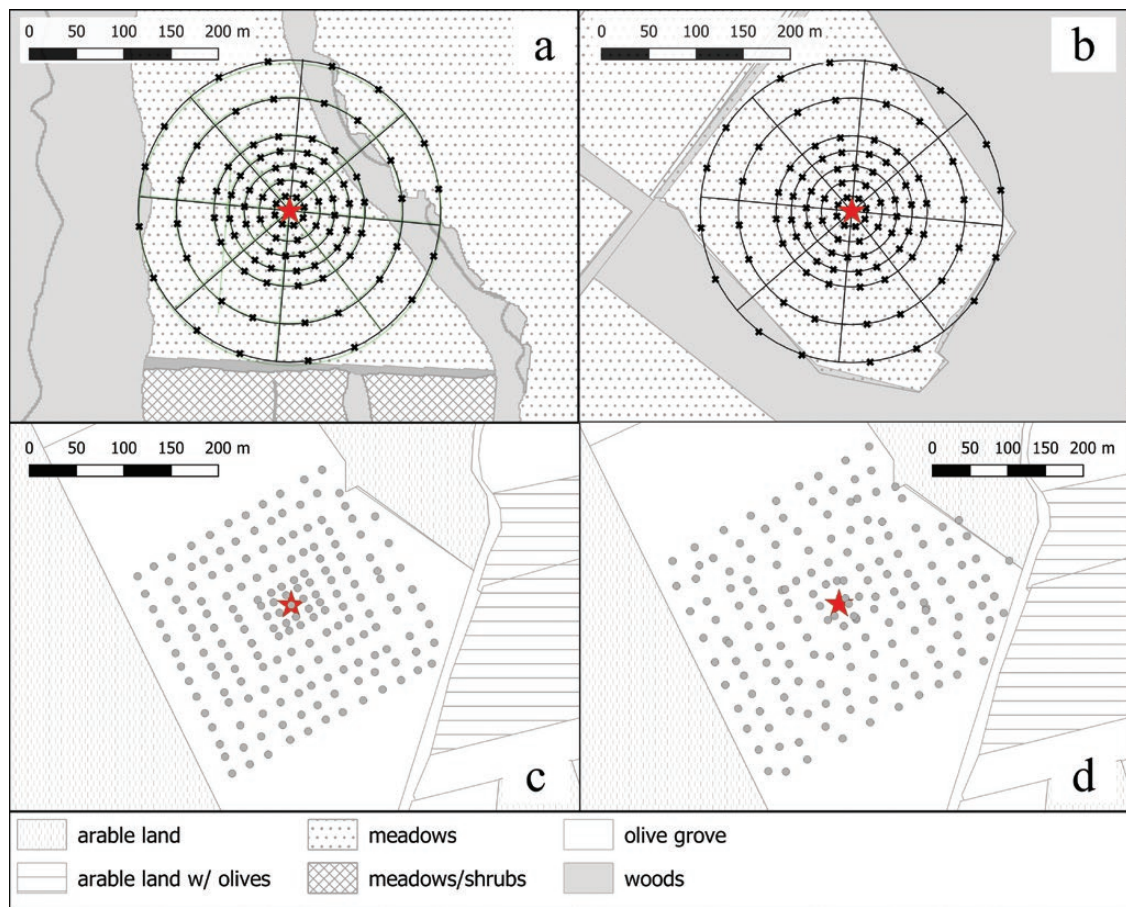 0 50 100 150 200 m
a
0 50 100 150 200 m
b
0 50 100 150 200 m
c
0 50 100 150 200 m
d
arable land
meadows
olive grove
arable land w/ olives
meadows/shrubs
woods